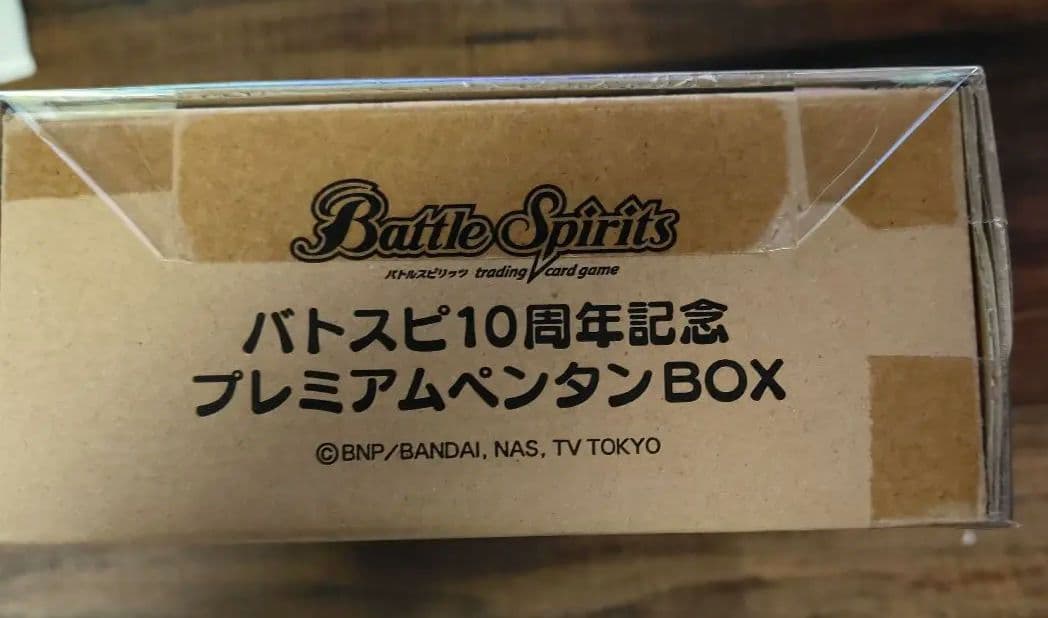 Battle Spirits
バトルスピリッツ trading card game
バトスピ10周年記念
プレミアムペンタンBOX
©BNP/BANDAI, NAS, TV TOKYO